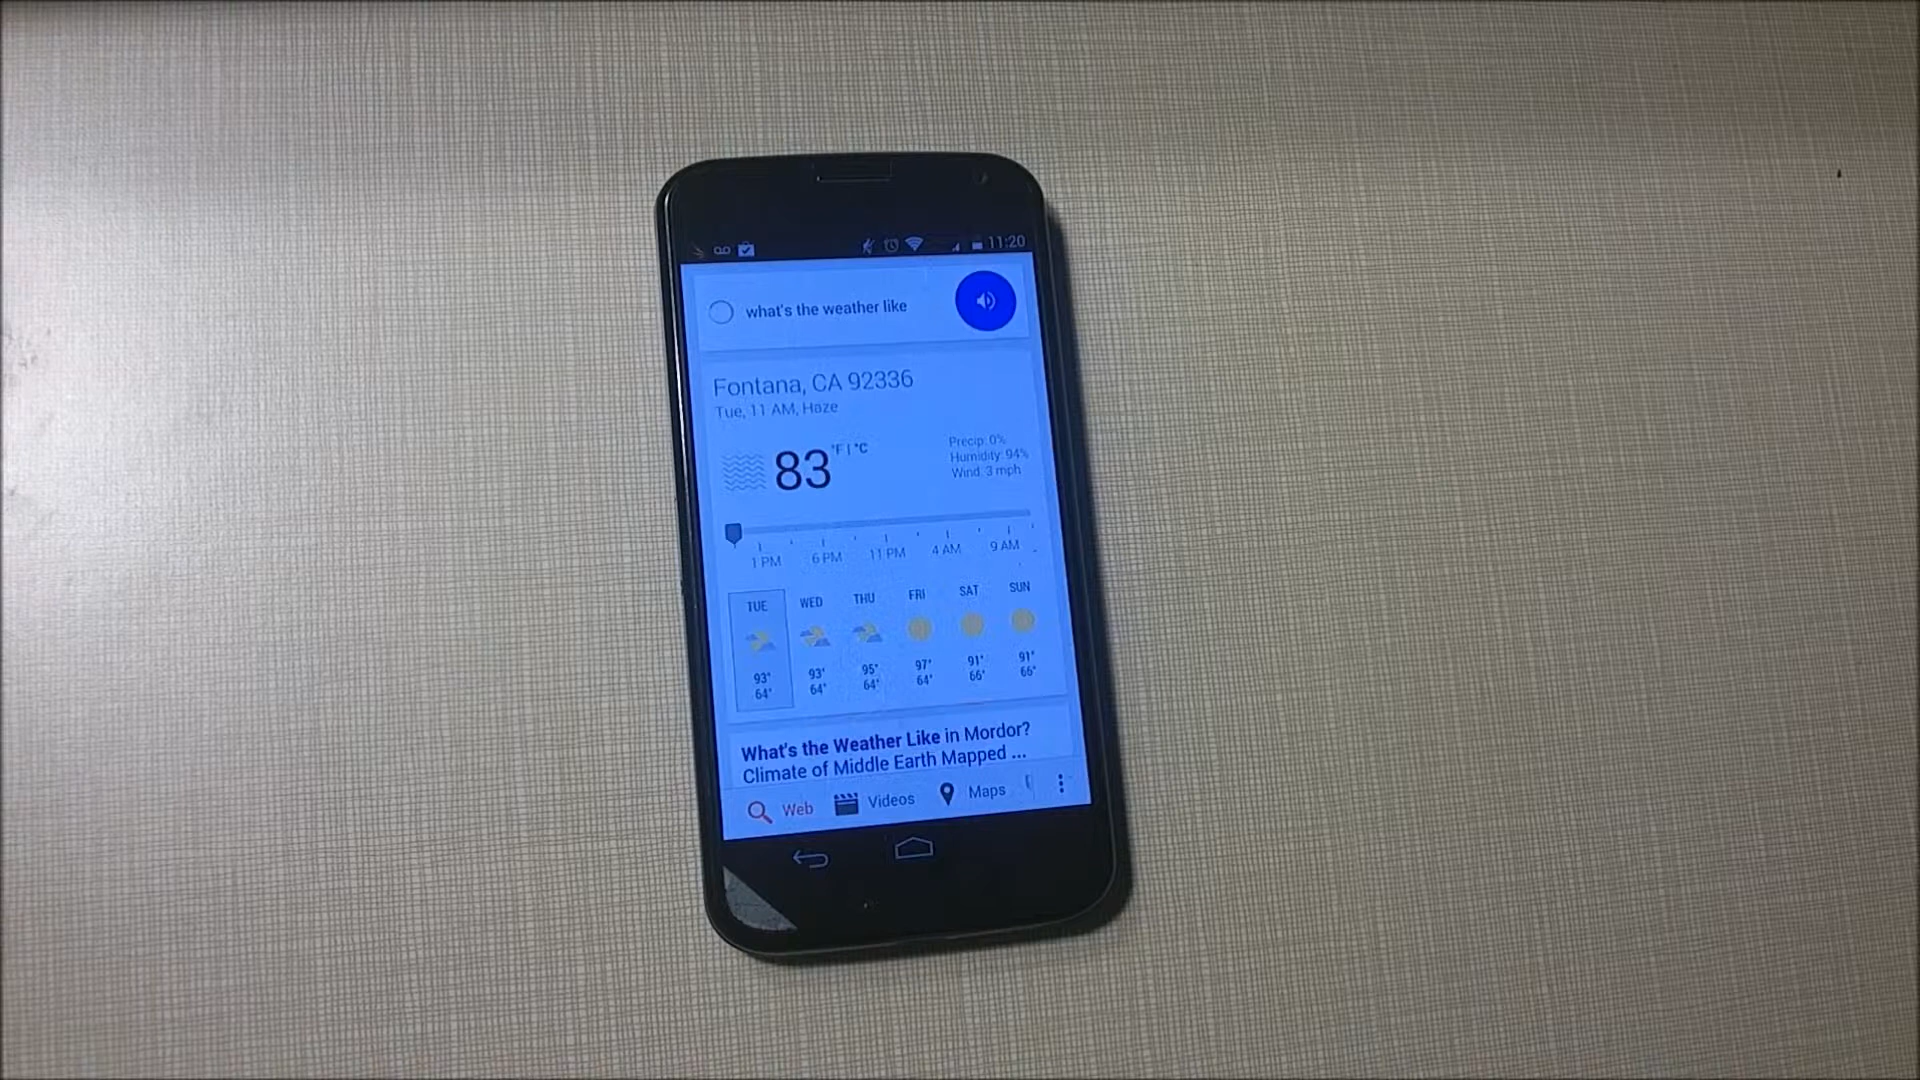 11:20
what's the weather like
Fontana, CA 92336
Tue, 11 AM, Haze
83 °F | °C
Precip: 0%
Humidity: 94%
Wind: 3 mph
1 PM 6 PM 11 PM 4 AM 9 AM
TUE WED THU FRI SAT SUN
93° 93° 95° 97° 91° 91°
64° 64° 64° 64° 66° 66°
What's the Weather Like in Mordor?
Climate of Middle Earth Mapped ...
Web Videos Maps